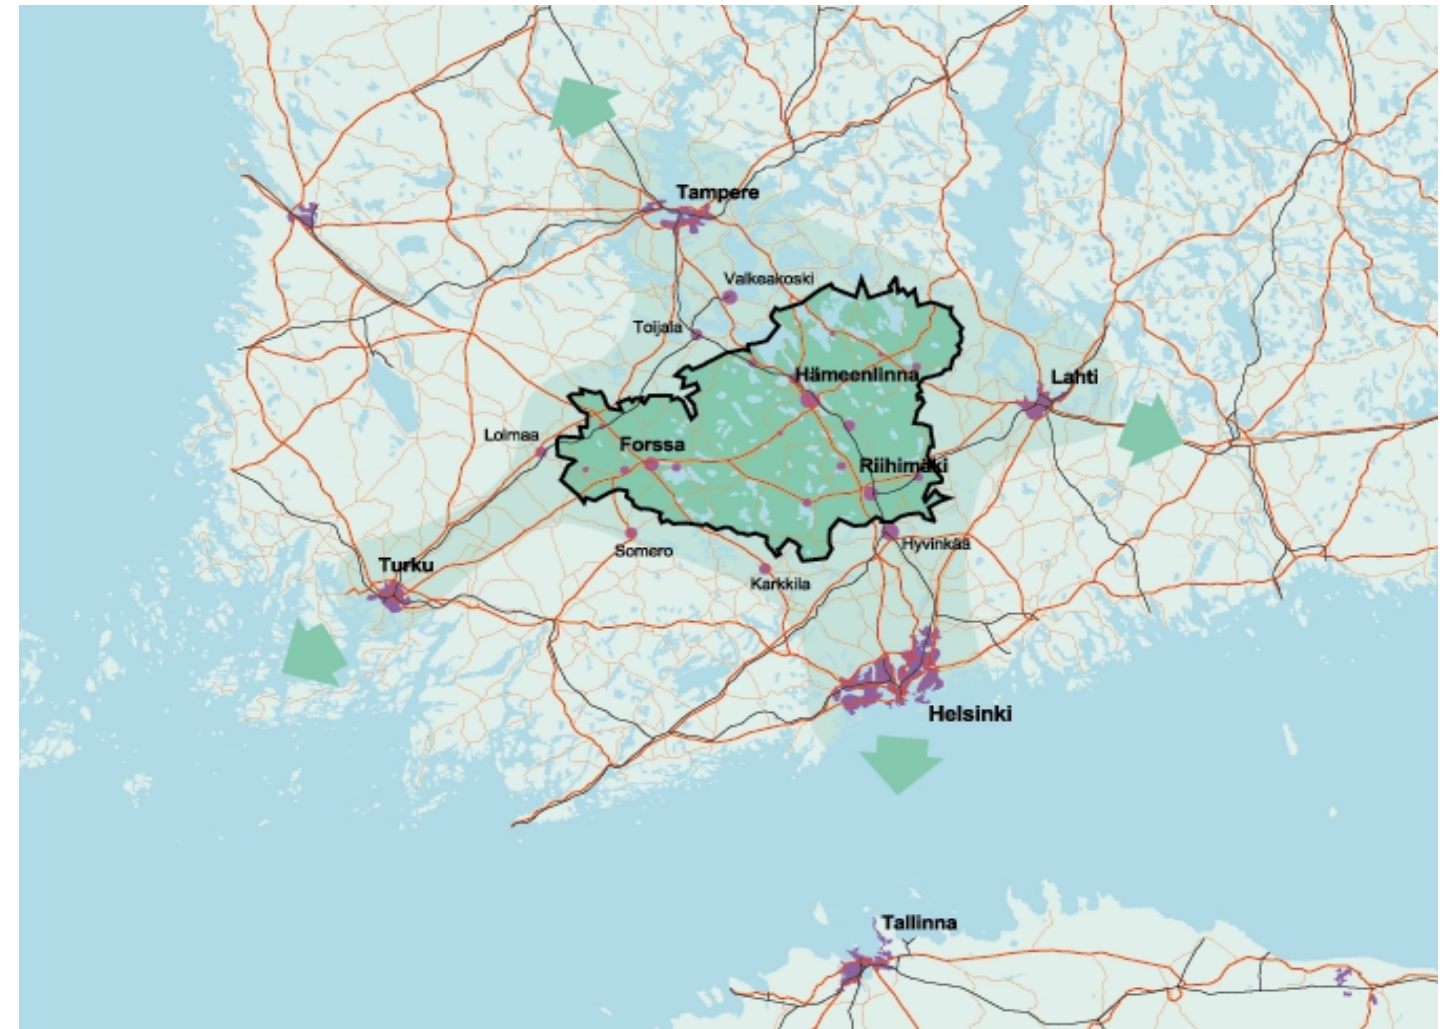 Tampere
Valkeakoski
Toijala
Hämeenlinna
Lahti
Loimaa
Forssa
Riihimäki
Somero
Hyvinkää
Turku
Karkkila
Helsinki
Tallinna